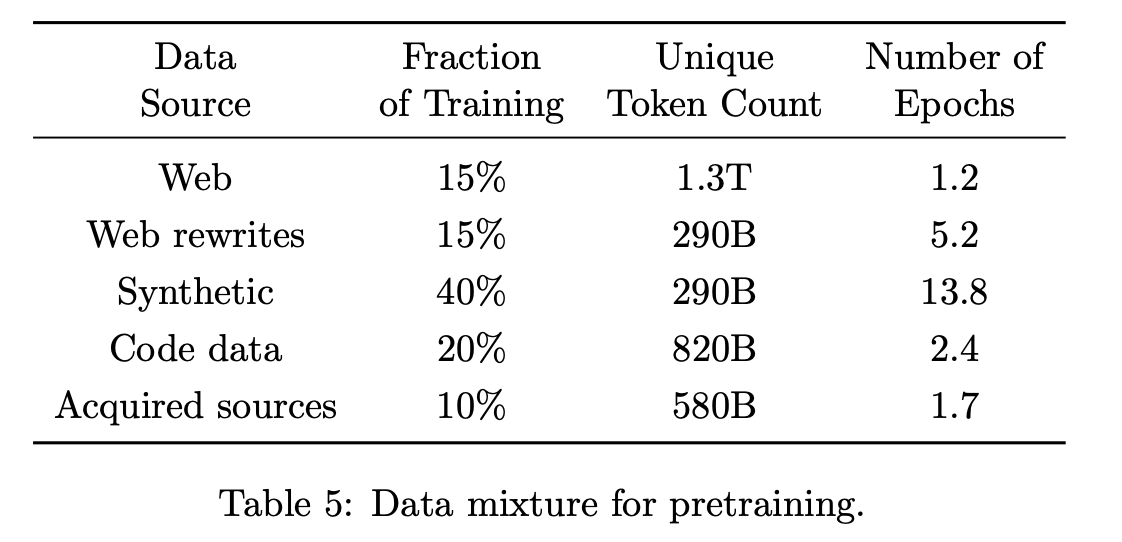 Data Fraction Unique Number of
Source of Training Token Count Epochs
Web 15% 1.3T 1.2
Web rewrites 15% 290B 5.2
Synthetic 40% 290B 13.8
Code data 20% 820B 2.4
Acquired sources 10% 580B 1.7
Table 5: Data mixture for pretraining.